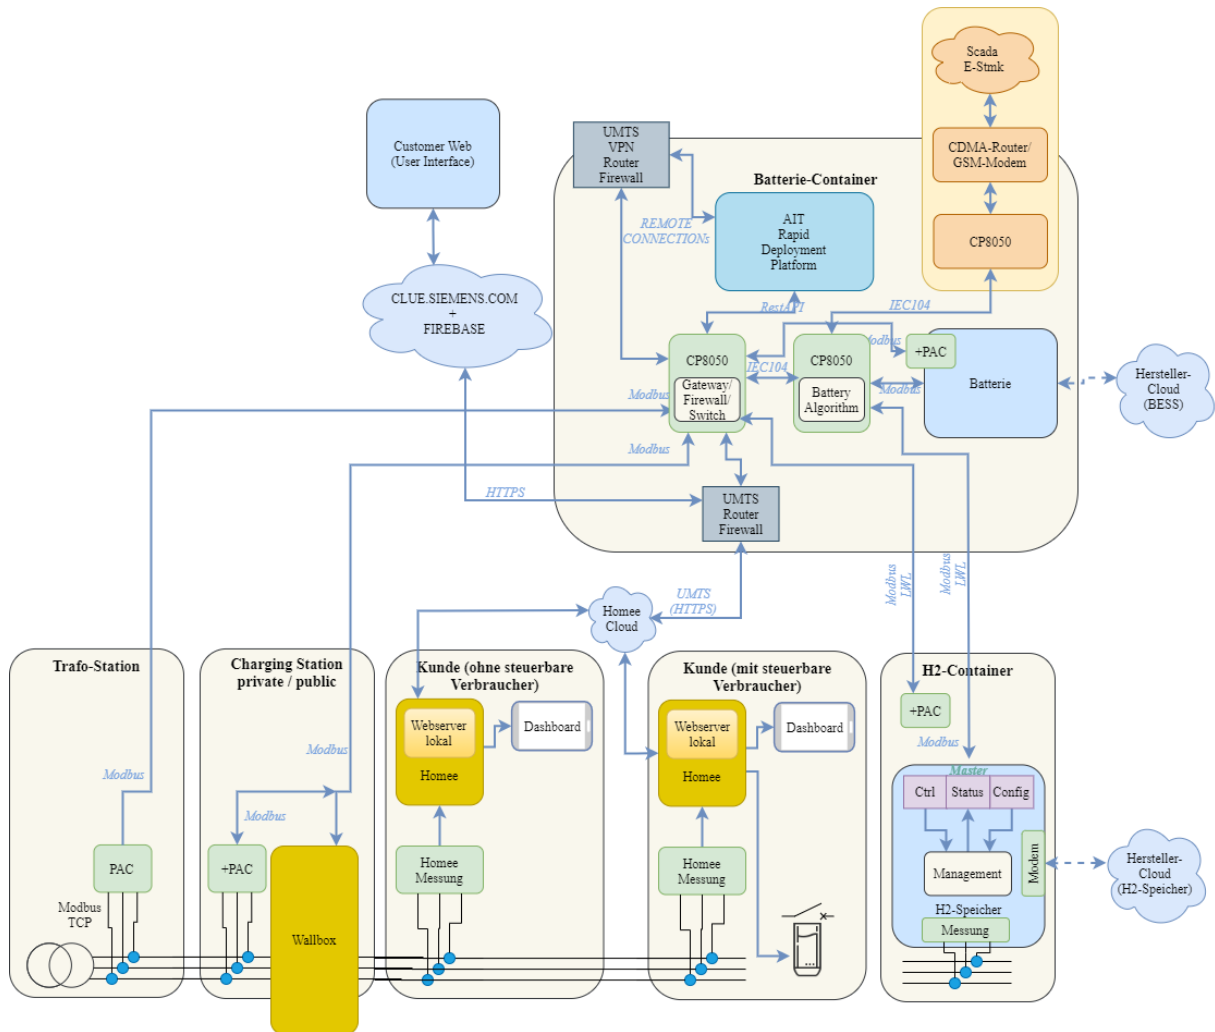 Scada
E-Stmk
CDMA-Router/
GSM-Modem
CP8050
UMTS
VPN
Router
Firewall
Customer Web
(User Interface)
Batterie-Container
REMOTE
CONNECTIONs
AIT
Rapid
Deployment
Platform
CLUE.SIEMENS.COM
+
FIREBASE
RestAPI
IEC104
CP8050
Gateway/
Firewall/
Switch
IEC104
CP8050
Battery
Algorithm
Modbus
+PAC
Batterie
Modbus
Hersteller-
Cloud
(BESS)
Modbus
Modbus
HTTPS
UMTS
Router
Firewall
Modbus
LWL
Modbus
LWL
UMTS
(HTTPS)
Homee
Cloud
Trafo-Station
Modbus
PAC
Modbus
TCP
Charging Station
private / public
Modbus
Modbus
+PAC
Wallbox
Kunde (ohne steuerbare
Verbraucher)
Webserver
lokal
Homee
Dashboard
Homee
Messung
Kunde (mit steuerbare
Verbraucher)
Webserver
lokal
Homee
Dashboard
Homee
Messung
H2-Container
+PAC
Modbus
Master
Ctrl
Status
Config
Management
Modem
H2-Speicher
Messung
Hersteller-
Cloud
(H2-Speicher)